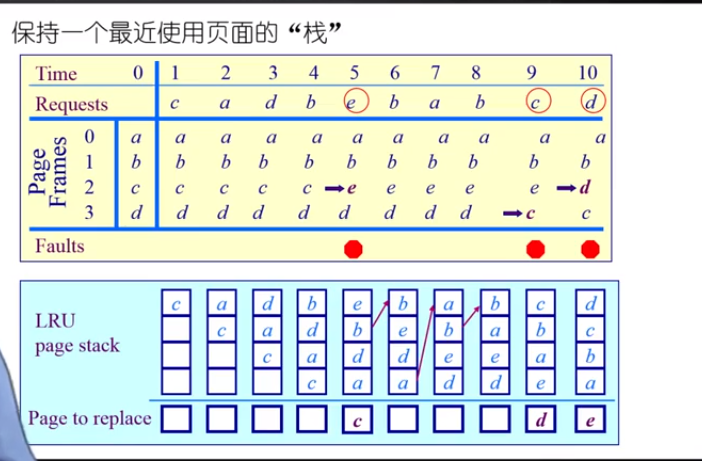 保持一个最近使用页面的“栈”
Time 0 1 2 3 4 5 6 7 8 9 10
Requests c a d b e b a b c d
Page Frames
0 a a a a a a a a a a a
1 b b b b b b b b b b b
2 c c c c c e e e e e d
3 d d d d d d d d d c c
Faults
LRU page stack
c a d b e b a b c d
c a d b e b a b c
c a d d e e a b
c a a d d e a
Page to replace c d e